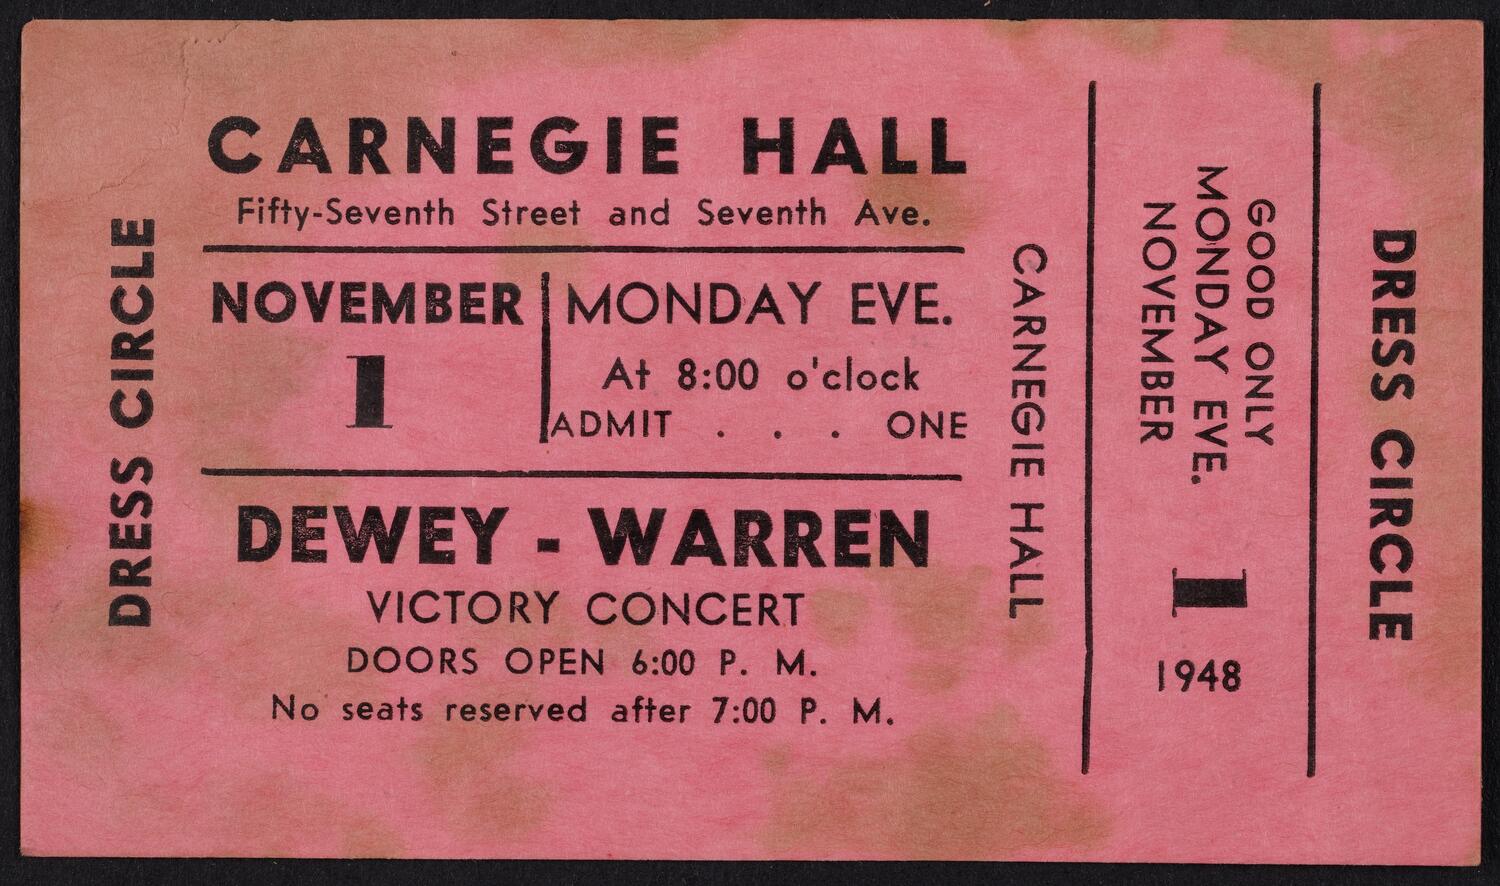 DRESS CIRCLE
CARNEGIE HALL
Fifty-Seventh Street and Seventh Ave.
NOVEMBER
1
MONDAY EVE.
At 8:00 o'clock
ADMIT . . . ONE
DEWEY - WARREN
VICTORY CONCERT
DOORS OPEN 6:00 P. M.
No seats reserved after 7:00 P. M.
CARNEGIE HALL
GOOD ONLY
MONDAY EVE.
NOVEMBER
1
1948
DRESS CIRCLE